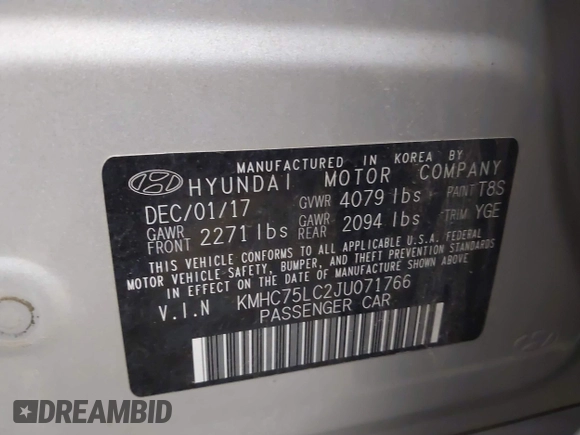 MANUFACTURED IN KOREA BY
HYUNDAI MOTOR COMPANY
DEC/01/17 GVWR 4079 lbs PAINT T8S
GAWR FRONT 2271 lbs GAWR REAR 2094 lbs TRIM YGE
THIS VEHICLE CONFORMS TO ALL APPLICABLE U.S.A. FEDERAL
MOTOR VEHICLE SAFETY, BUMPER, AND THEFT PREVENTION
STANDARDS IN EFFECT ON THE DATE OF MANUFACTURE SHOWN ABOVE.
V.I.N KMHC75LC2JU071766
PASSENGER CAR
DREAMBID